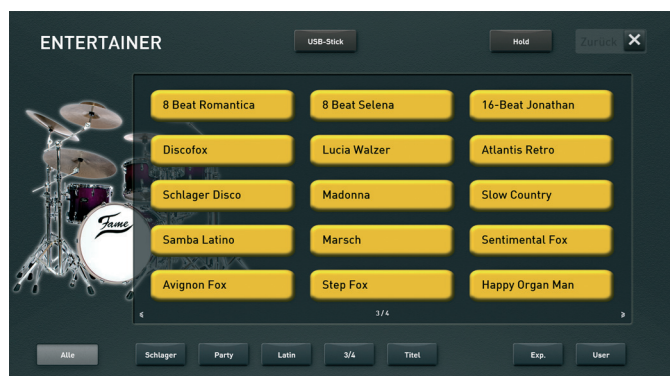 ENTERTAINER
USB-Stick
Hold
Zurück
8 Beat Romantica
8 Beat Selena
16-Beat Jonathan
Discofox
Lucia Walzer
Atlantis Retro
Schlager Disco
Madonna
Slow Country
Samba Latino
Marsch
Sentimental Fox
Avignon Fox
Step Fox
Happy Organ Man
Fame
3/4
Alle
Schlager
Party
Latin
3/4
Titel
Exp.
User